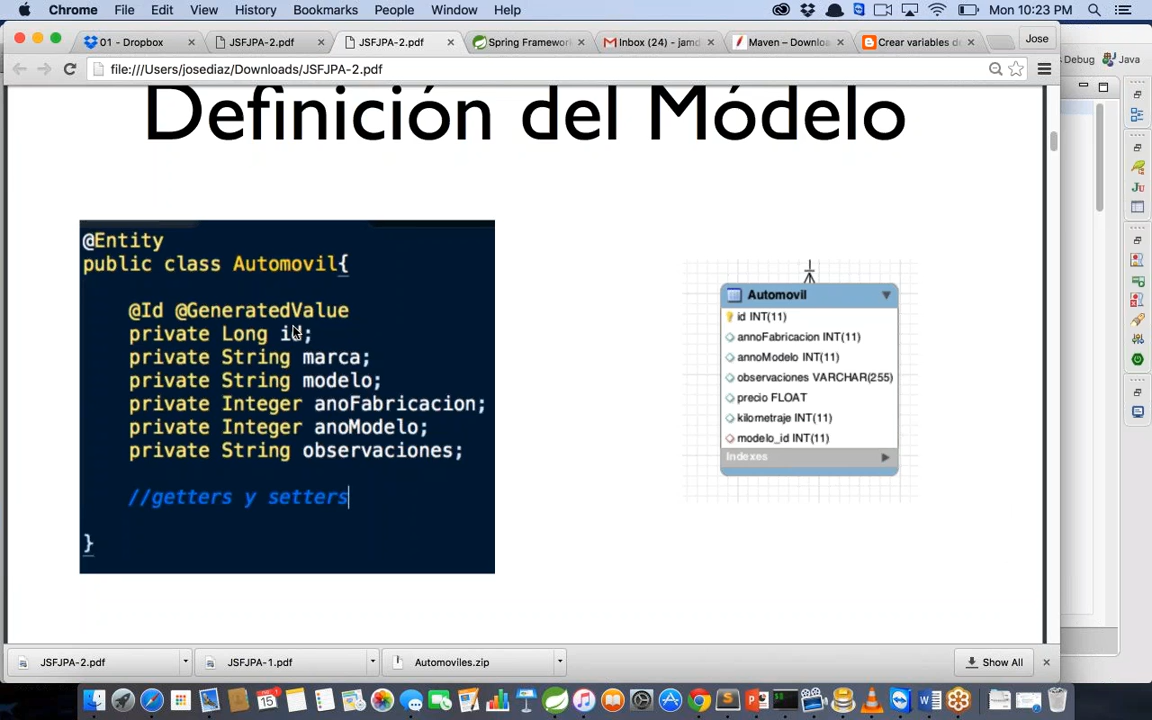 Chrome File Edit View History Bookmarks People Window Help Mon 10:23 PM
01 - Dropbox JSFJPA-2.pdf JSFJPA-2.pdf Spring Framework Inbox (24) - jamd Maven – Downloa Crear variables de Jose
file:///Users/josediaz/Downloads/JSFJPA-2.pdf
Debug Java
Definición del Módelo
@Entity
public class Automovil{
@Id @GeneratedValue
private Long id;
private String marca;
private String modelo;
private Integer anoFabricacion;
private Integer anoModelo;
private String observaciones;
//getters y setters
}
Automovil
id INT(11)
annoFabricacion INT(11)
annoModelo INT(11)
observaciones VARCHAR(255)
precio FLOAT
kilometraje INT(11)
modelo_id INT(11)
Indexes
JSFJPA-2.pdf JSFJPA-1.pdf Automoviles.zip Show All